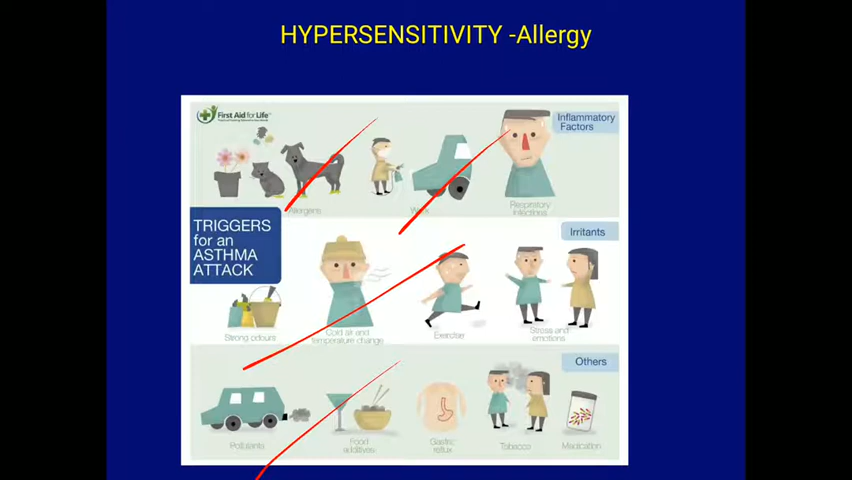 HYPERSENSITIVITY -Allergy
First Aid for Life
Inflammatory
Factors
Allergens
Work
Respiratory
infections
TRIGGERS
for an
ASTHMA
ATTACK
Irritants
Strong odours
Cold air and
temperature change
Exercise
Stress and
emotions
Others
Pollutants
Food
additives
Gastric
reflux
Tobacco
Medication